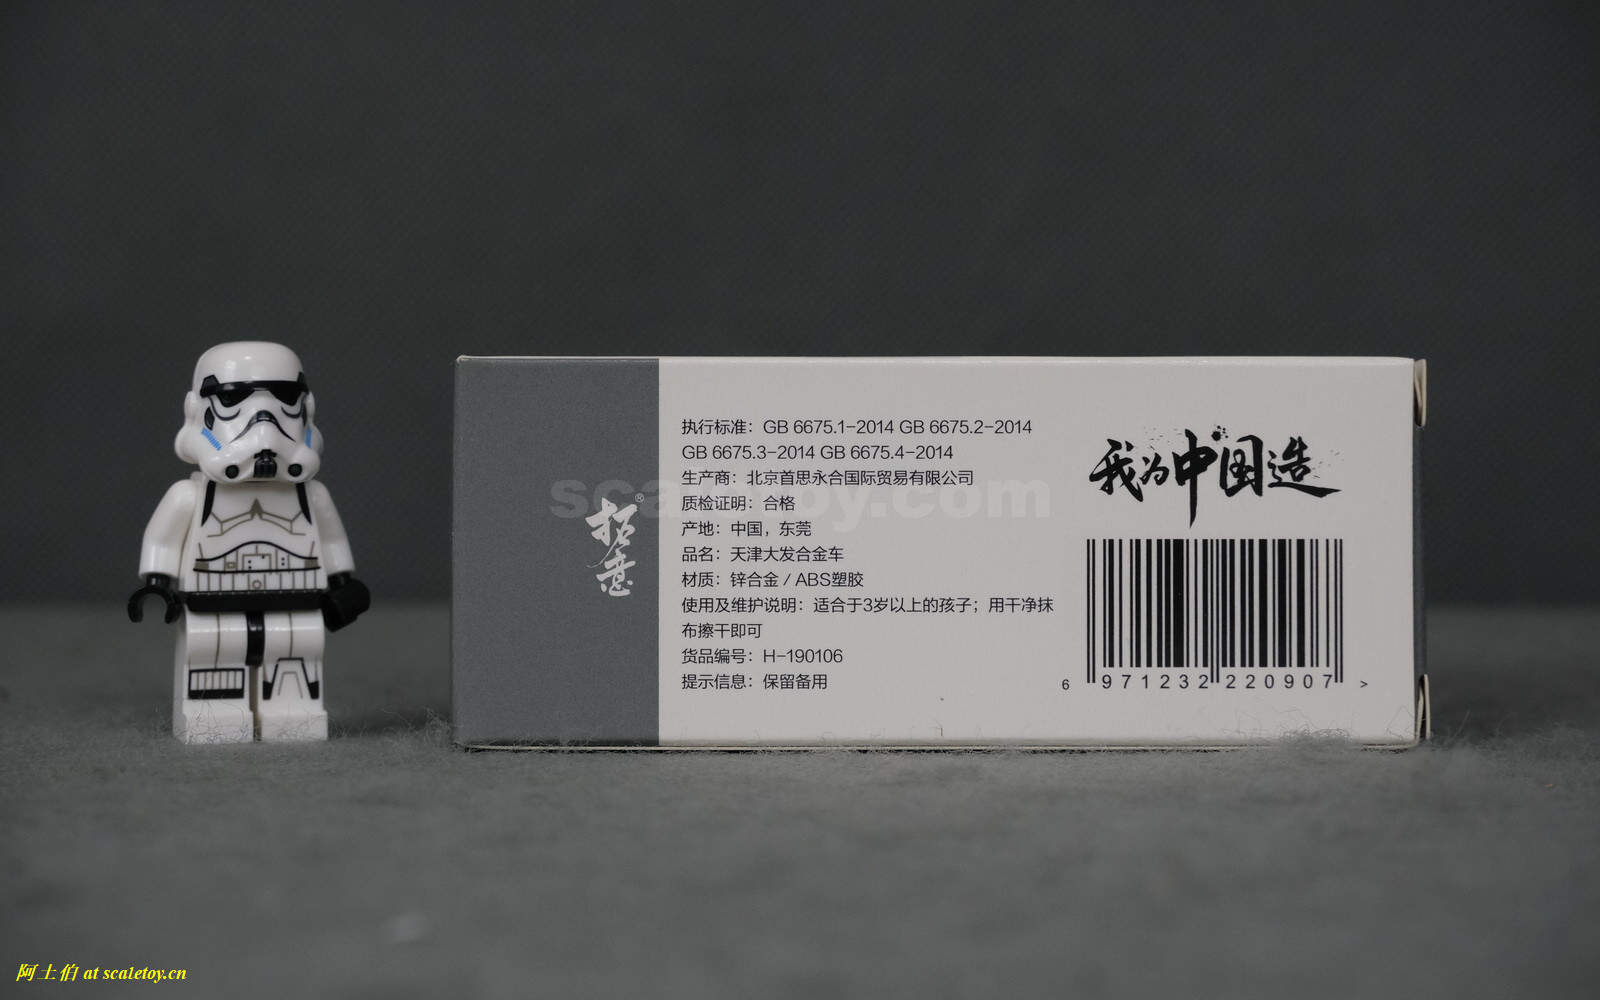 执行标准：GB 6675.1-2014 GB 6675.2-2014
GB 6675.3-2014 GB 6675.4-2014
生产商：北京首思永合国际贸易有限公司
质检证明：合格
产地：中国，东莞
品名：天津大发合金车
材质：锌合金 / ABS塑胶
使用及维护说明：适合于3岁以上的孩子；用干净抹
布擦干即可
货品编号：H-190106
提示信息：保留备用
拓意®
我为中国造
6 971232 220907 >
scaletoy.com
阿土伯 at scaletoy.cn